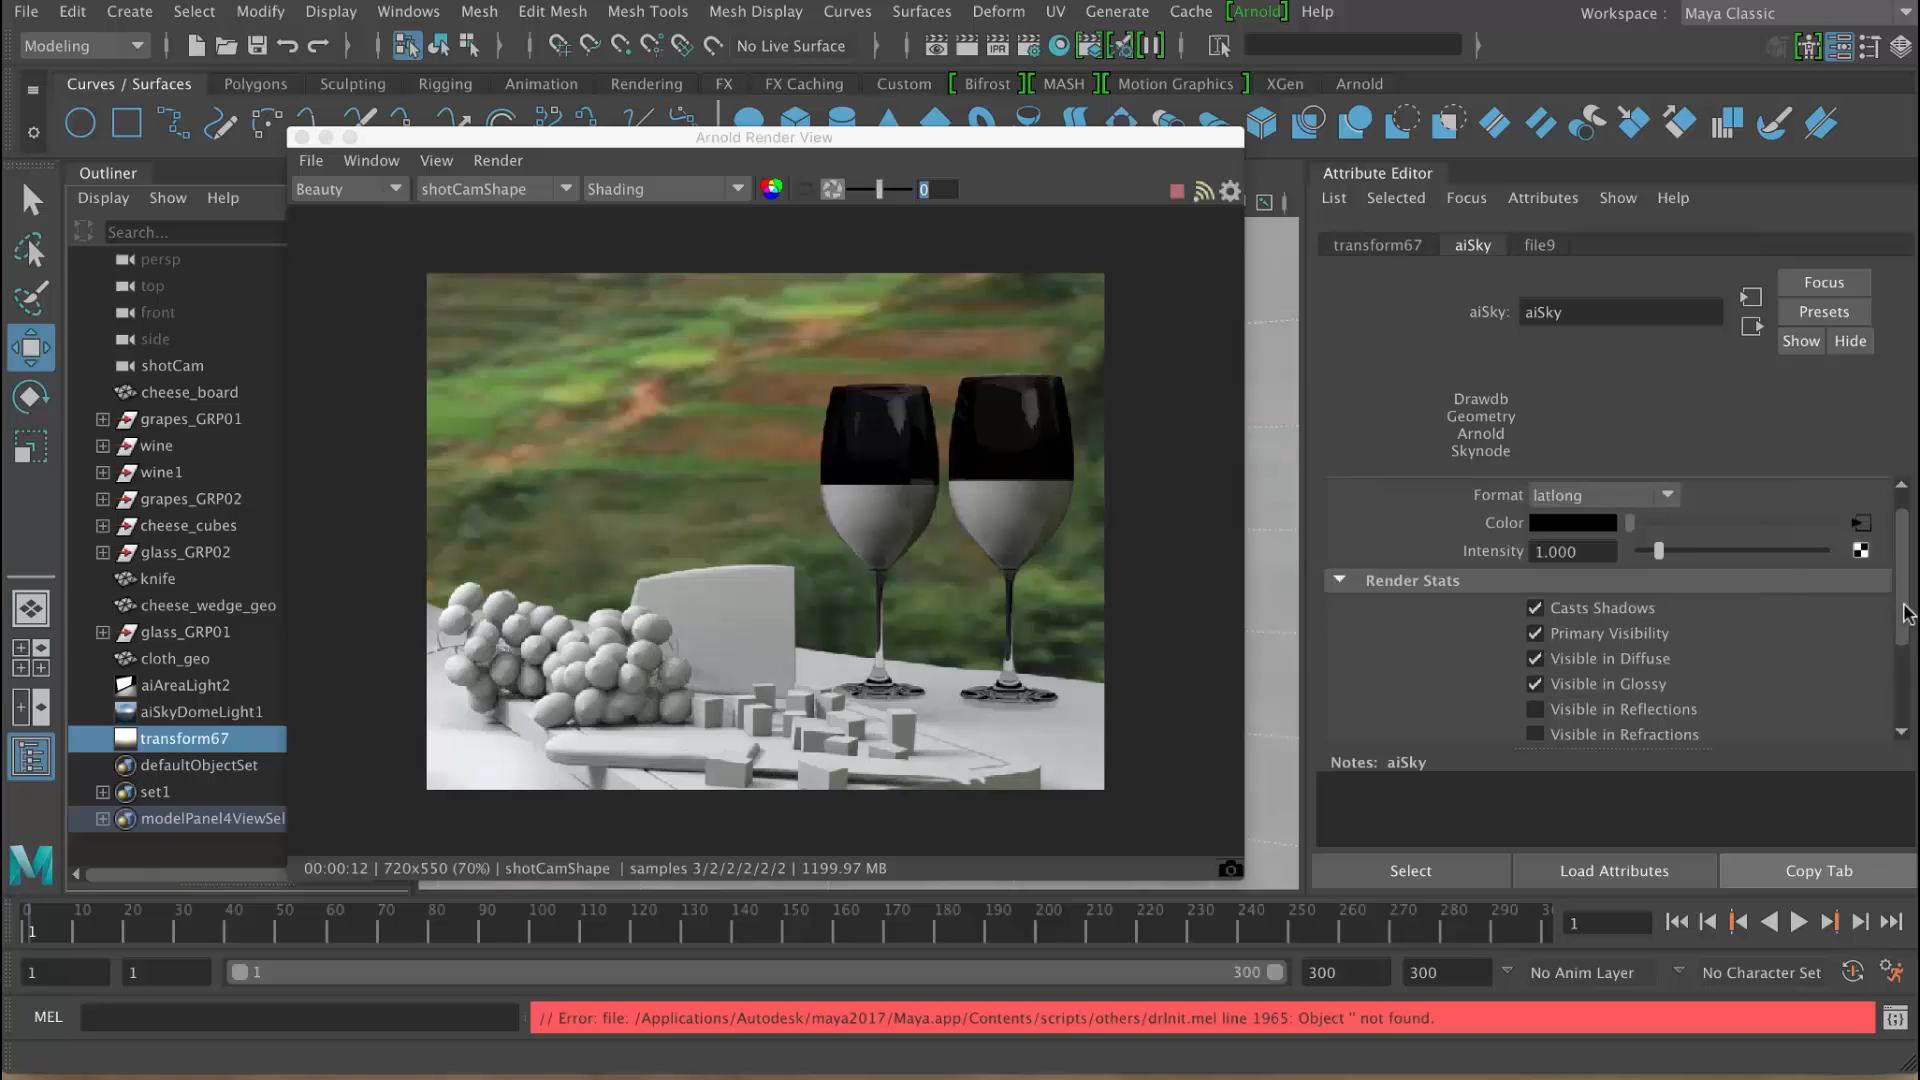 File Edit Create Select Modify Display Windows Mesh Edit Mesh Mesh Tools Mesh Display Curves Surfaces Deform UV Generate Cache [Arnold] Help Workspace : Maya Classic
Modeling No Live Surface IPR
Curves / Surfaces Polygons Sculpting Rigging Animation Rendering FX FX Caching Custom Bifrost MASH Motion Graphics XGen Arnold
Arnold Render View
File Window View Render
Beauty shotCamShape Shading 0
Outliner
Display Show Help
Search...
persp
top
front
side
shotCam
cheese_board
grapes_GRP01
wine
wine1
grapes_GRP02
cheese_cubes
glass_GRP02
knife
cheese_wedge_geo
glass_GRP01
cloth_geo
aiAreaLight2
aiSkyDomeLight1
transform67
defaultObjectSet
set1
modelPanel4ViewSel
00:00:12 | 720x550 (70%) | shotCamShape | samples 3/2/2/2/2/2 | 1199.97 MB
Attribute Editor
List Selected Focus Attributes Show Help
transform67 aiSky file9
Focus
aiSky: aiSky Presets
Show Hide
Drawdb
Geometry
Arnold
Skynode
Format latlong
Color
Intensity 1.000
Render Stats
Casts Shadows
Primary Visibility
Visible in Diffuse
Visible in Glossy
Visible in Reflections
Visible in Refractions
Notes: aiSky
Select Load Attributes Copy Tab
0 10 20 30 40 50 60 70 80 90 100 110 120 130 140 150 160 170 180 190 200 210 220 230 240 250 260 270 280 290
1 1
1 1 1 300 300 300 No Anim Layer No Character Set
MEL // Error: file: /Applications/Autodesk/maya2017/Maya.app/Contents/scripts/others/drInit.mel line 1965: Object '' not found.